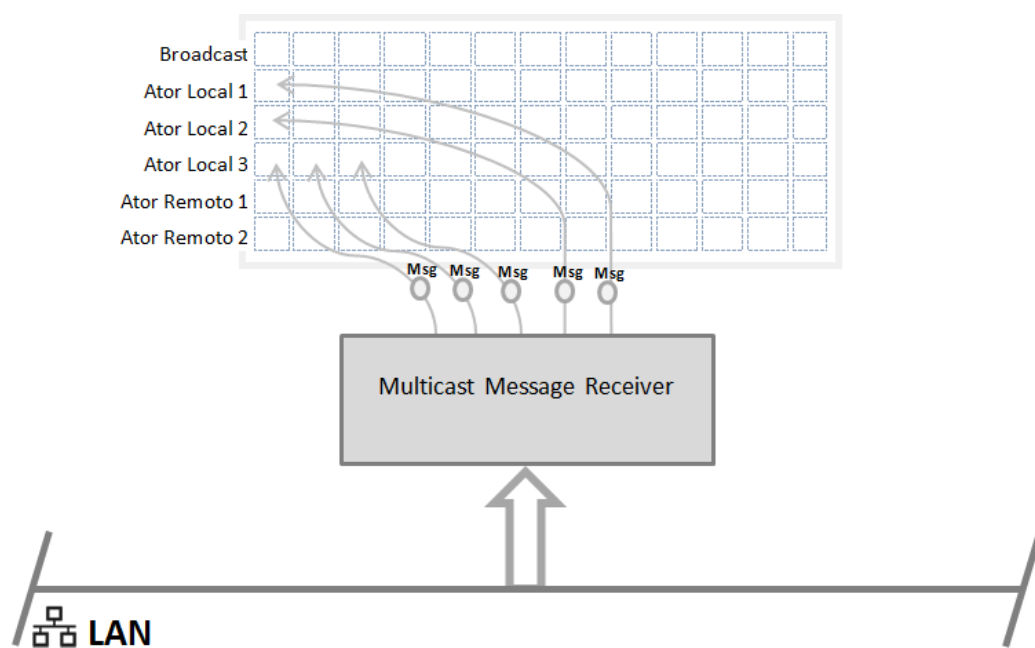 Broadcast
Ator Local 1
Ator Local 2
Ator Local 3
Ator Remoto 1
Ator Remoto 2
Msg Msg Msg Msg Msg
Multicast Message Receiver
LAN